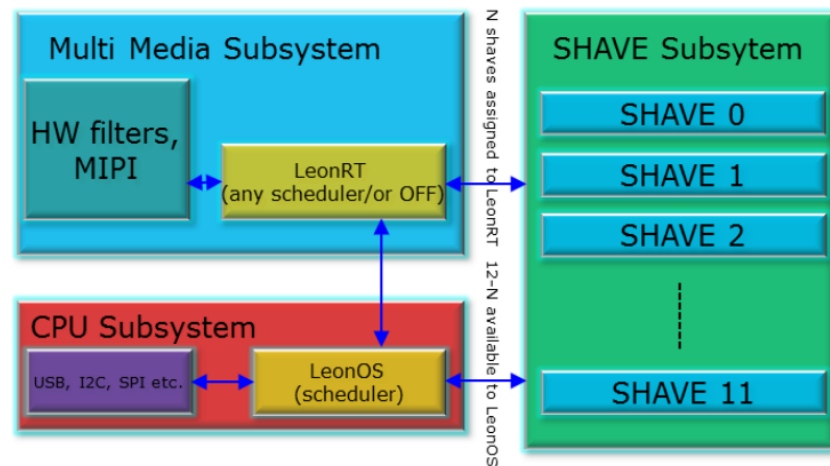 Multi Media Subsystem
HW filters,
MIPI
LeonRT
(any scheduler/or OFF)
CPU Subsystem
USB, I2C, SPI etc.
LeonOS
(scheduler)
N shaves assigned to LeonRT 12-N available to LeonOS
SHAVE Subsytem
SHAVE 0
SHAVE 1
SHAVE 2
SHAVE 11